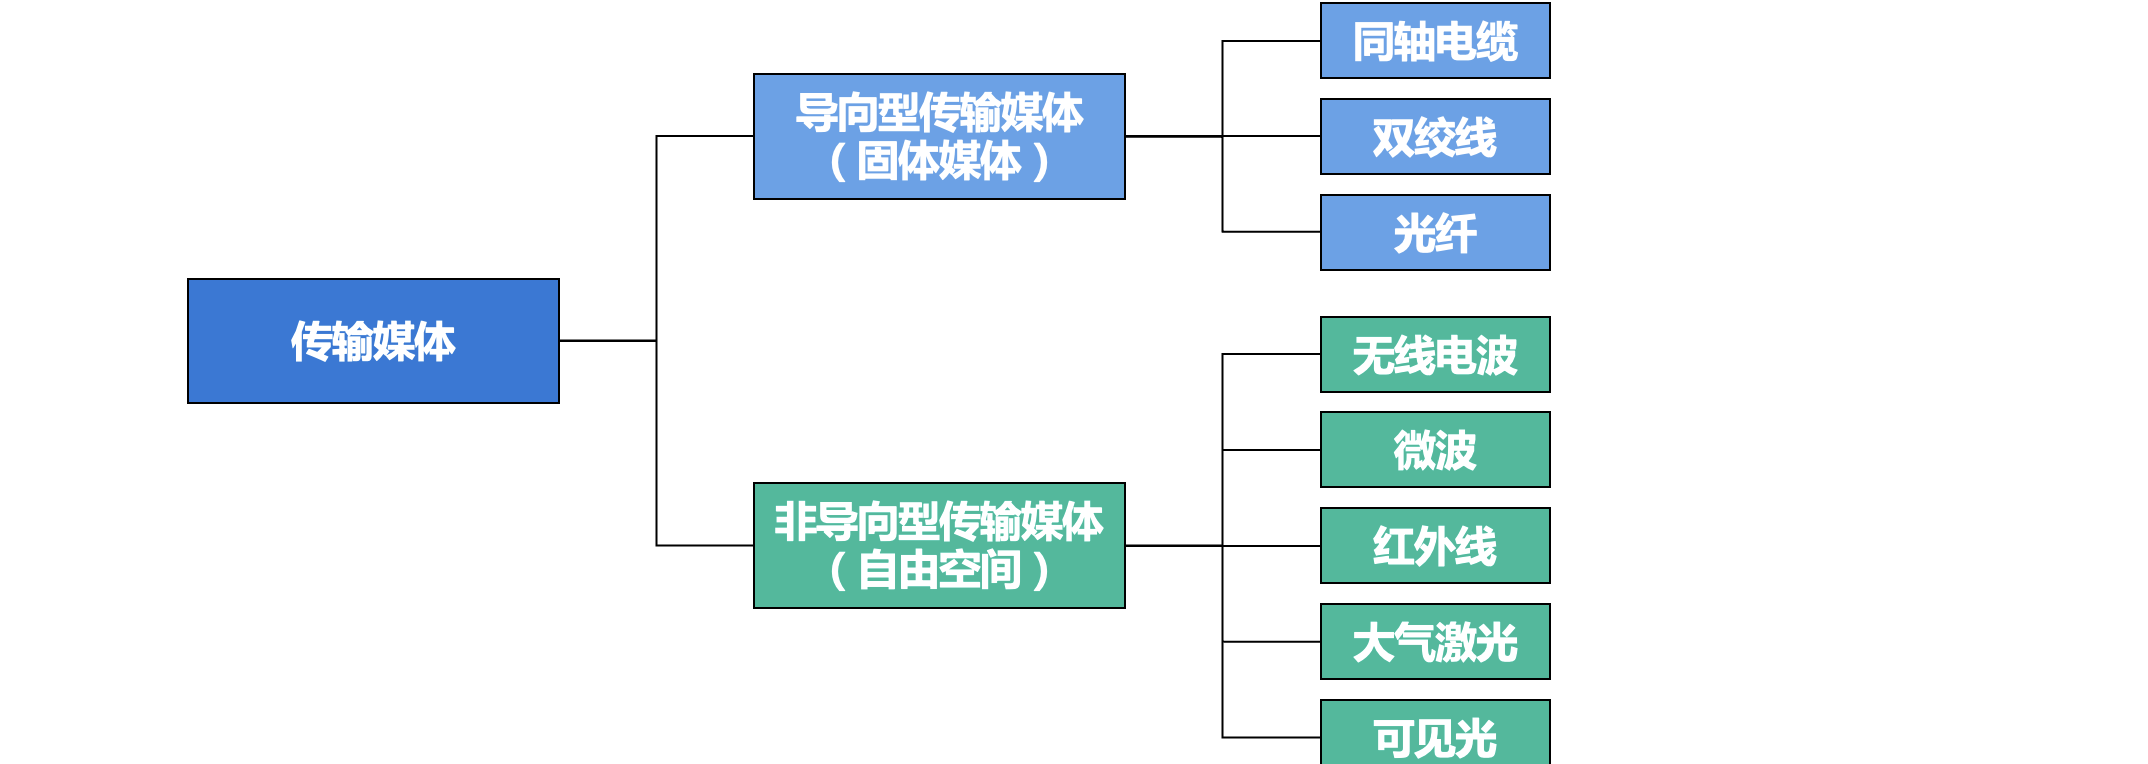 传输媒体
导向型传输媒体
（固体媒体）
同轴电缆
双绞线
光纤
非导向型传输媒体
（自由空间）
无线电波
微波
红外线
大气激光
可见光